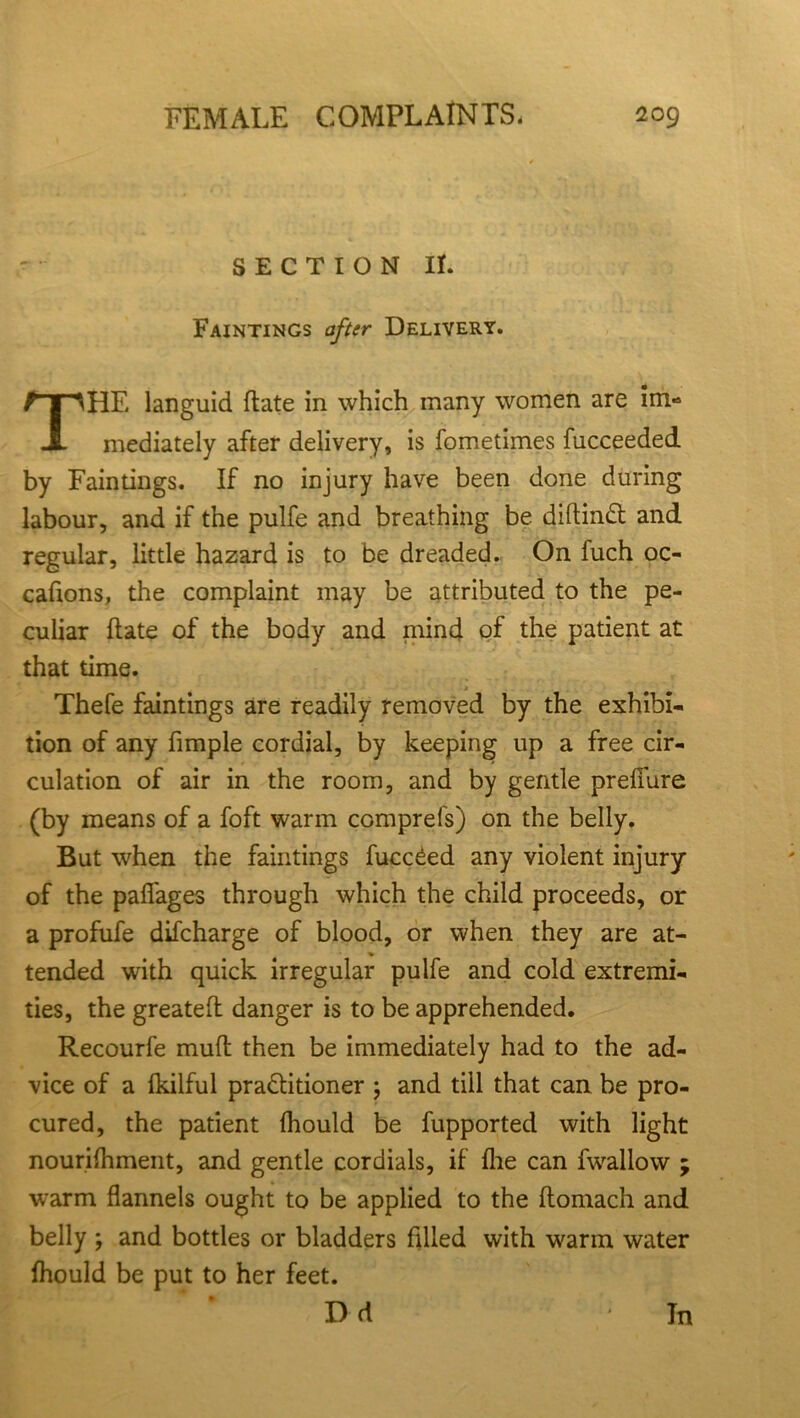 FEMALE COMPLAINTS. 209
SECTION II.
FAINTINGS after DELIVERY.
THE languid ſtate in which many women are im-
mediately after delivery, is ſometimes ſucceeded
by Faintings. If no injury have been done during
labour, and if the pulſe and breathing be diſtinct and
regular, little hazard is to be dreaded. On ſuch oc-
caſions, the complaint may be attributed to the pe-
culiar ſtate of the body and mind of the patient at
that time.
Theſe faintings are readily removed by the exhibi-
tion of any ſimple cordial, by keeping up a free cir-
culation of air in the room, and by gentle preſſure
(by means of a ſoft warm compreſs) on the belly.
But when the faintings ſucceed any violent injury
of the paſſages through which the child proceeds, or
a profuſe diſcharge of blood, or when they are at-
tended with quick irregular pulſe and cold extremi-
ties, the greateſt danger is to be apprehended.
Recourſe muſt then be immediately had to the ad-
vice of a ſkilful practitioner ; and till that can be pro-
cured, the patient ſhould be ſupported with light
nouriſhment, and gentle cordials, if ſhe can ſwallow ;
warm flannels ought to be applied to the ſtomach and
belly ; and bottles or bladders filled with warm water
ſhould be put to her feet.
D d In